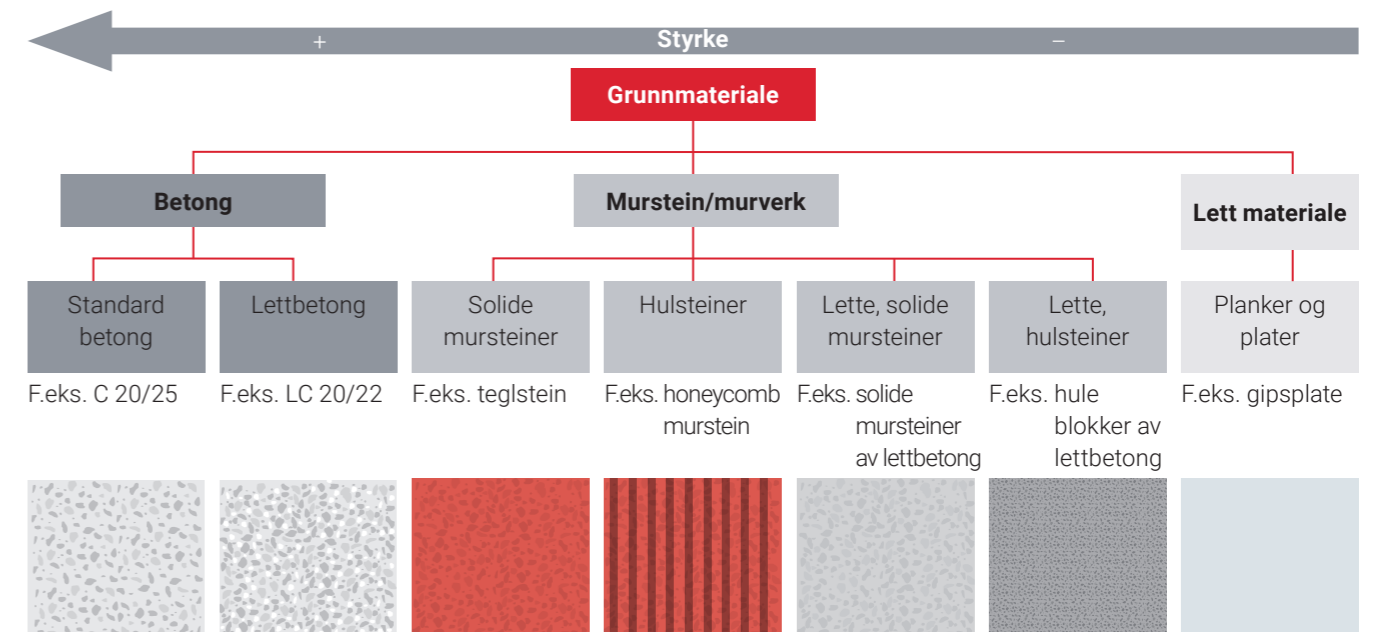 + Styrke –
Grunnmateriale
Betong
Murstein/murverk
Lett materiale
Standard
betong
Lettbetong
Solide
mursteiner
Hulsteiner
Lette, solide
mursteiner
Lette,
hulsteiner
Planker og
plater
F.eks. C 20/25
F.eks. LC 20/22
F.eks. teglstein
F.eks. honeycomb
murstein
F.eks. solide
mursteiner
av lettbetong
F.eks. hule
blokker av
lettbetong
F.eks. gipsplate